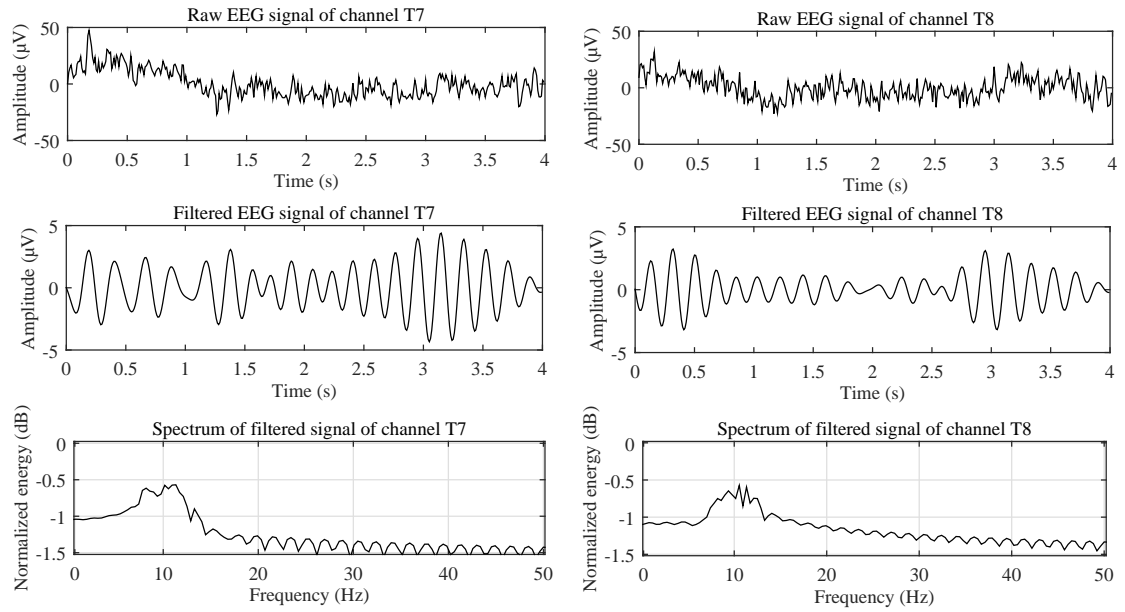 Raw EEG signal of channel T7
Amplitude (µV)
50
0
-50
0 0.5 1 1.5 2 2.5 3 3.5 4
Time (s)
Raw EEG signal of channel T8
Amplitude (µV)
50
0
-50
0 0.5 1 1.5 2 2.5 3 3.5 4
Time (s)
Filtered EEG signal of channel T7
Amplitude (µV)
5
0
-5
0 0.5 1 1.5 2 2.5 3 3.5 4
Time (s)
Filtered EEG signal of channel T8
Amplitude (µV)
5
0
-5
0 0.5 1 1.5 2 2.5 3 3.5 4
Time (s)
Spectrum of filtered signal of channel T7
Normalized energy (dB)
0
-0.5
-1
-1.5
0 10 20 30 40 50
Frequency (Hz)
Spectrum of filtered signal of channel T8
Normalized energy (dB)
0
-0.5
-1
-1.5
0 10 20 30 40 50
Frequency (Hz)